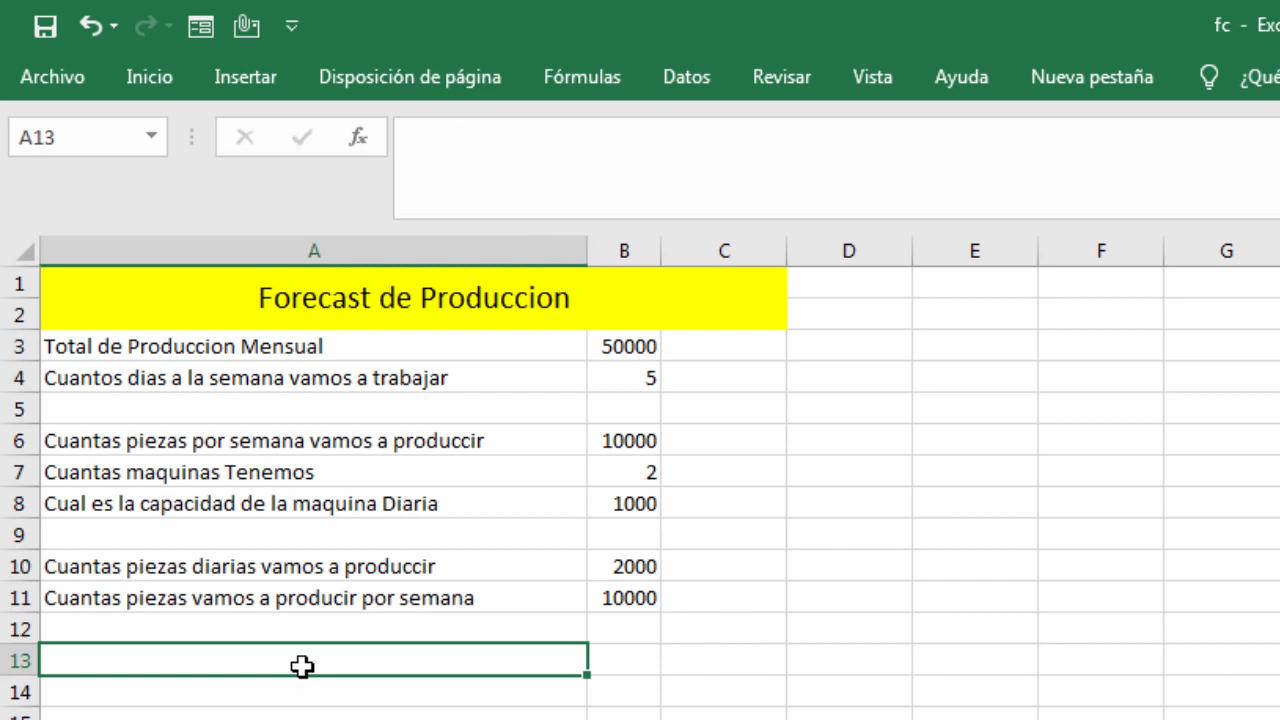 fc - Exc
Archivo Inicio Insertar Disposición de página Fórmulas Datos Revisar Vista Ayuda Nueva pestaña ¿Qué
A13 fx
A B C D E F G
1 Forecast de Produccion
2
3 Total de Produccion Mensual 50000
4 Cuantos dias a la semana vamos a trabajar 5
5
6 Cuantas piezas por semana vamos a produccir 10000
7 Cuantas maquinas Tenemos 2
8 Cual es la capacidad de la maquina Diaria 1000
9
10 Cuantas piezas diarias vamos a produccir 2000
11 Cuantas piezas vamos a producir por semana 10000
12
13
14